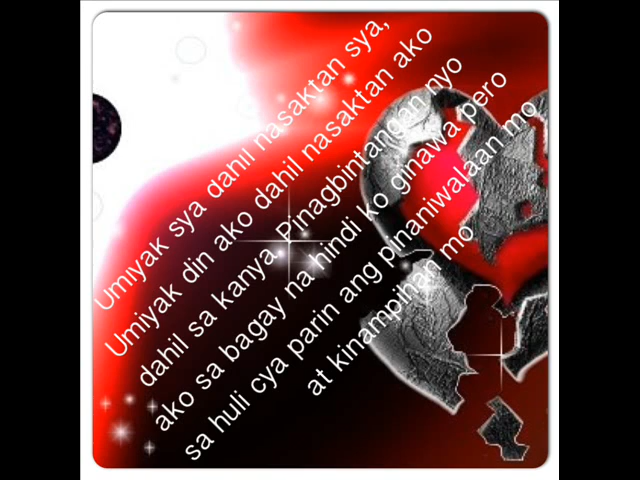 Umiyak sya dahil nasaktan sya,
Umiyak din ako dahil nasaktan ako
dahil sa kanya. Pinagbintangan nyo
ako sa bagay na hindi ko ginawa pero
sa huli cya parin ang pinaniwalaan mo
at kinampihan mo